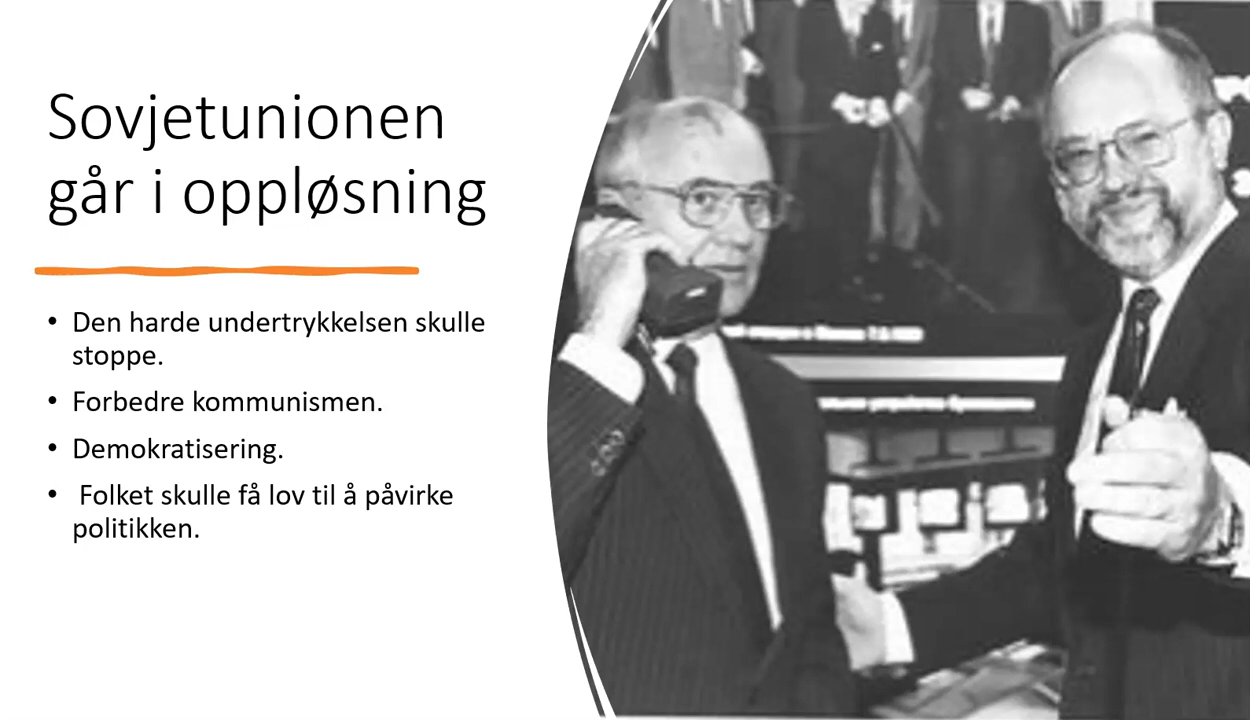 Sovjetunionen
går i oppløsning
• Den harde undertrykkelsen skulle
stoppe.
• Forbedre kommunismen.
• Demokratisering.
• Folket skulle få lov til å påvirke
politikken.